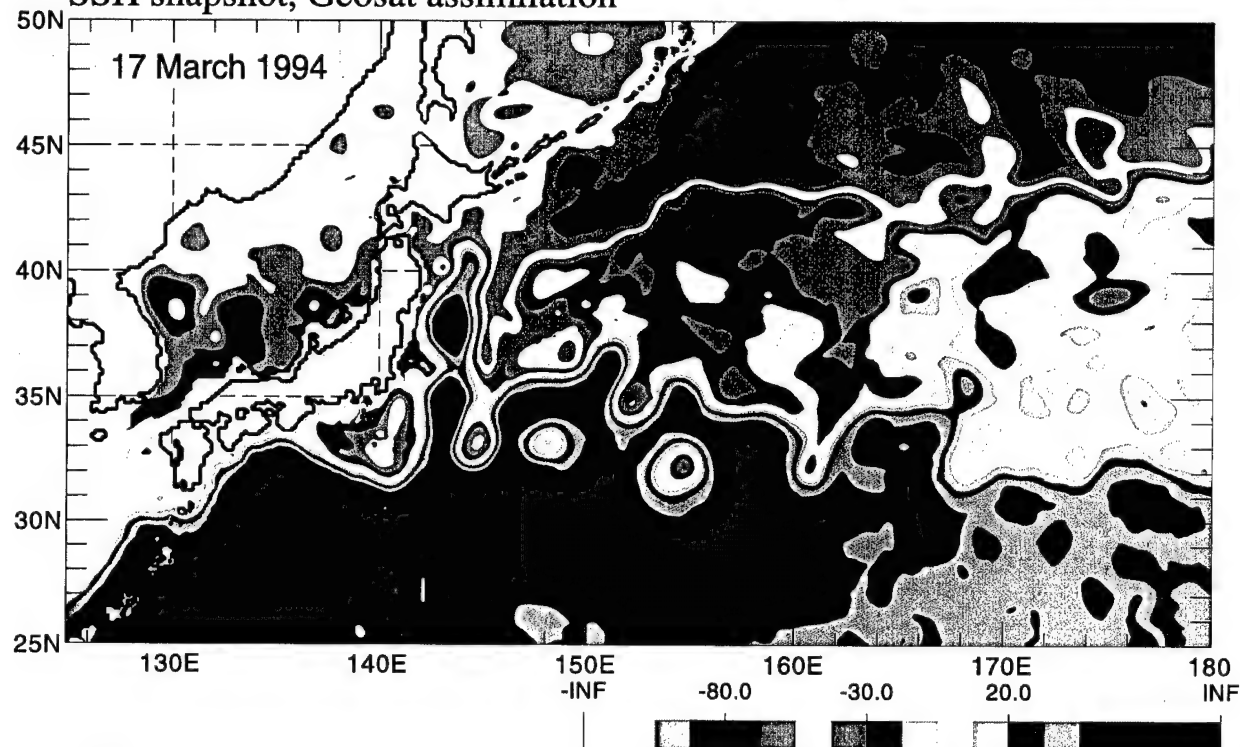 SSH snapshot, Geosat assimilation
17 March 1994
50N
45N
40N
35N
30N
25N
130E 140E 150E 160E 170E 180
-INF -80.0 -30.0 20.0 INF